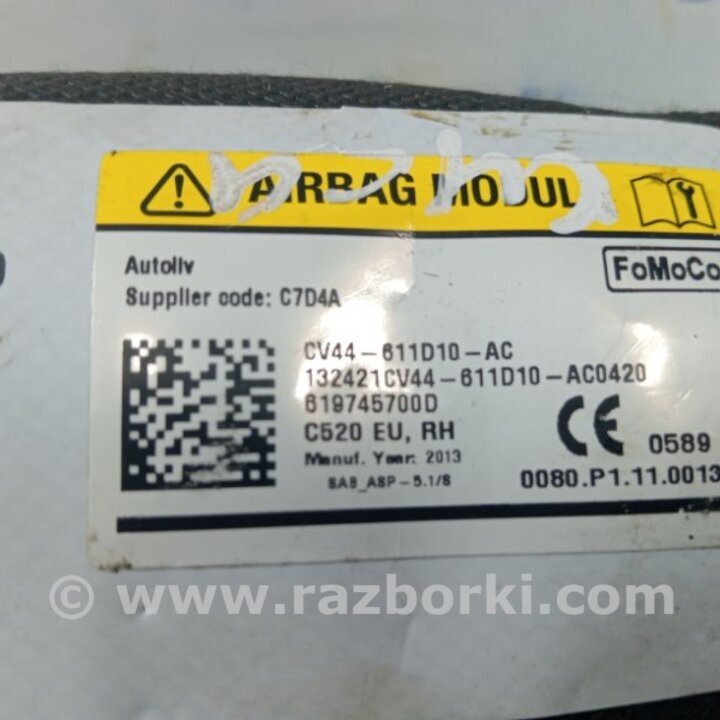 AIRBAG MODUL
Autoliv
FoMoCo
Supplier code: C7D4A
CV44-611D10-AC
132421CV44-611D10-AC0420
619745700D
C520 EU, RH
0589
Manuf. Year: 2013
SAB_ASP-5.1/S
0080.P1.11.0013
© www.razborki.com